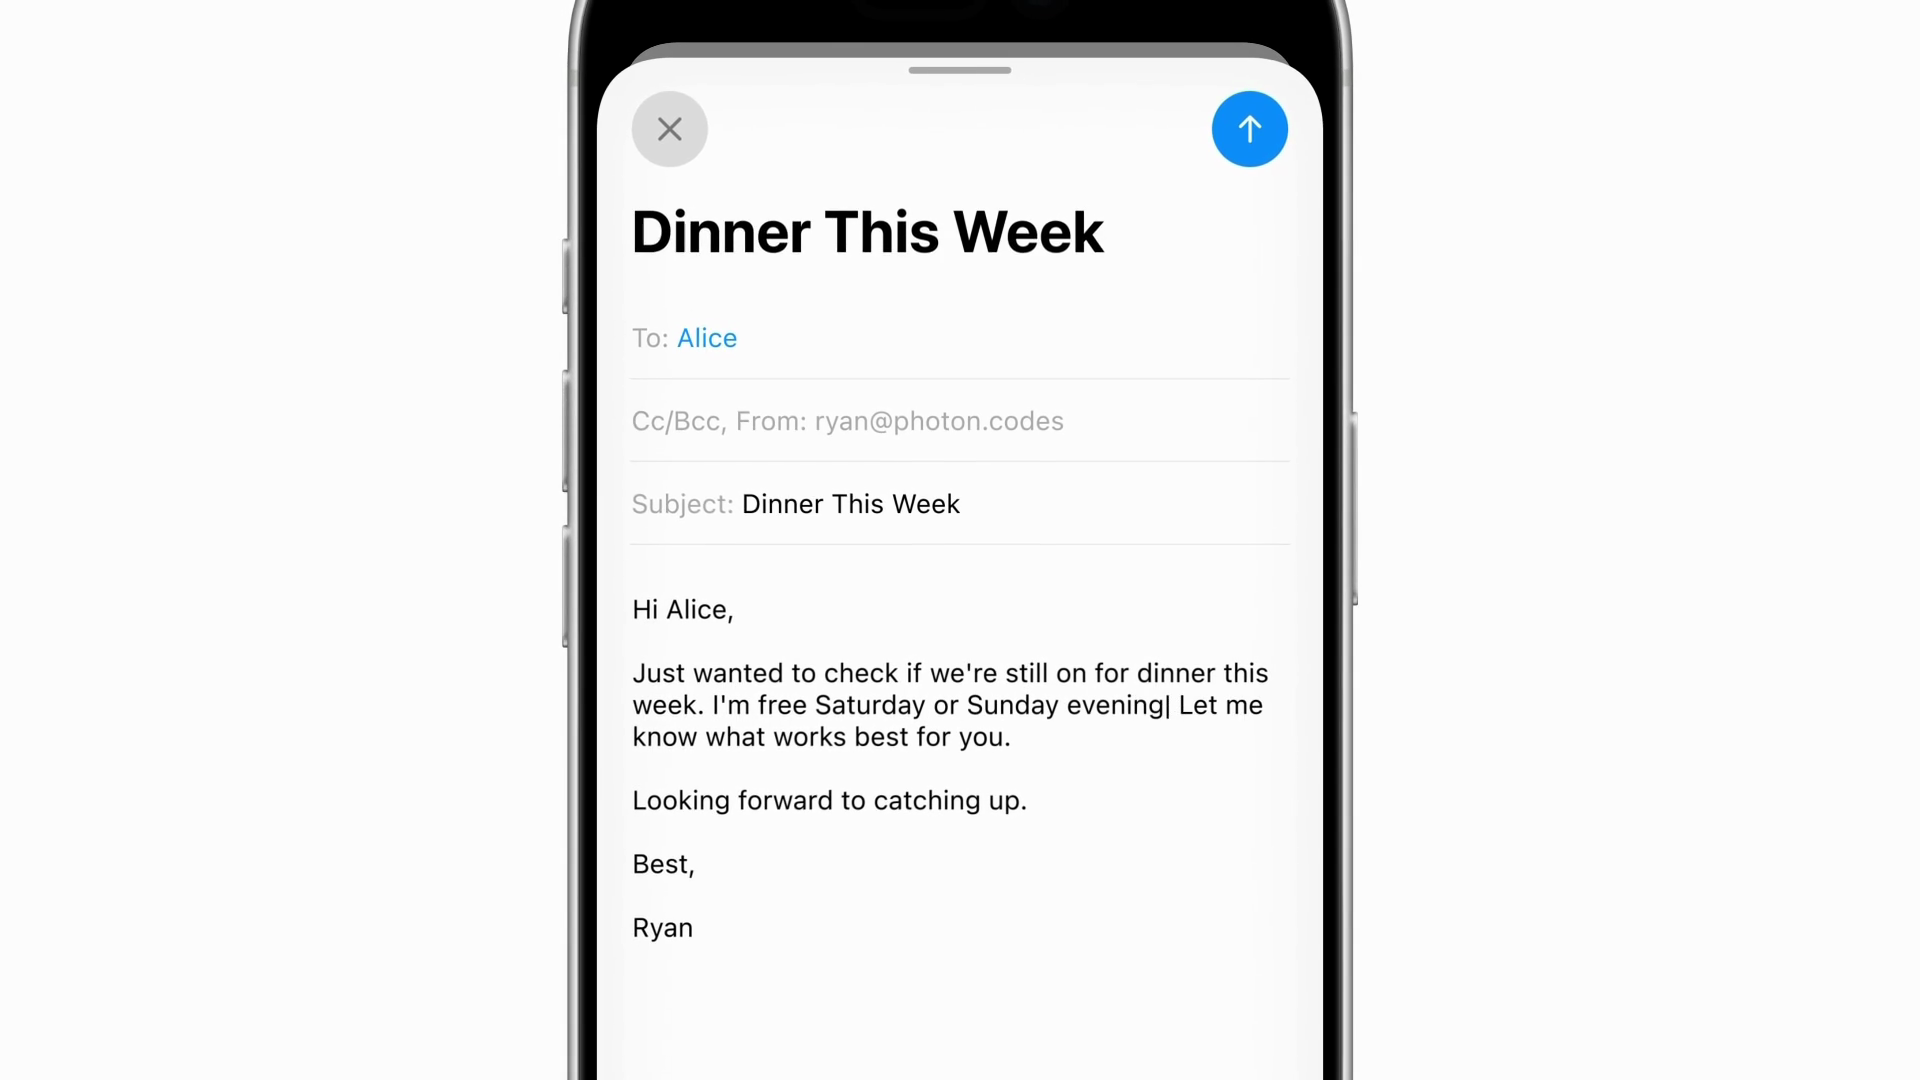 Dinner This Week
To: Alice
Cc/Bcc, From: ryan@photon.codes
Subject: Dinner This Week
Hi Alice,
Just wanted to check if we're still on for dinner this
week. I'm free Saturday or Sunday evening| Let me
know what works best for you.
Looking forward to catching up.
Best,
Ryan